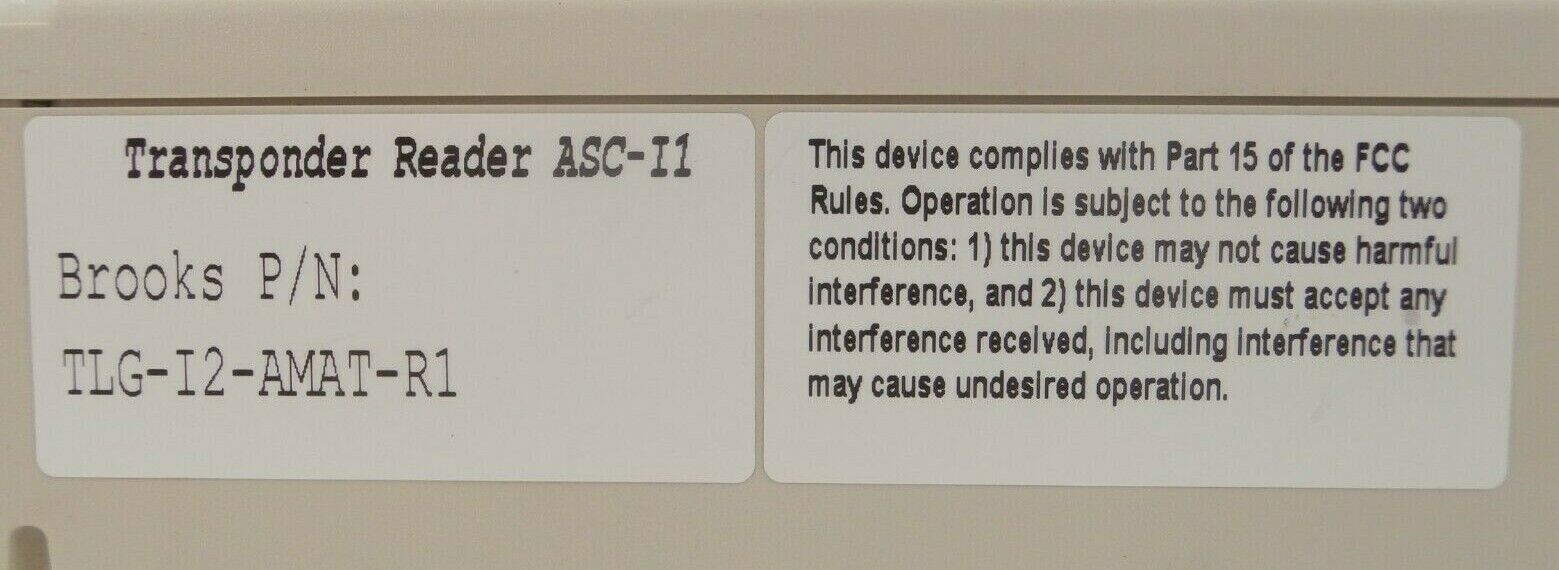 Transponder Reader ASC-I1
Brooks P/N:
TLG-I2-AMAT-R1
This device complies with Part 15 of the FCC
Rules. Operation is subject to the following two
conditions: 1) this device may not cause harmful
interference, and 2) this device must accept any
interference received, including interference that
may cause undesired operation.